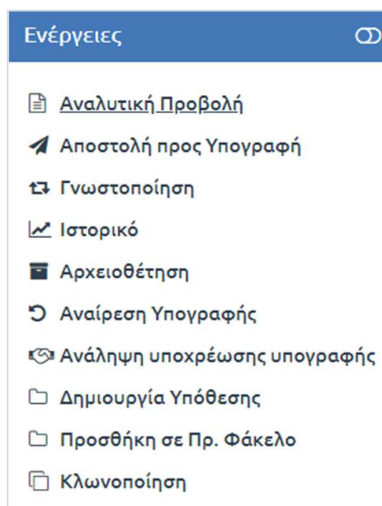 Ενέργειες
Αναλυτική Προβολή
Αποστολή προς Υπογραφή
Γνωστοποίηση
Ιστορικό
Αρχειοθέτηση
Αναίρεση Υπογραφής
Ανάληψη υποχρέωσης υπογραφής
Δημιουργία Υπόθεσης
Προσθήκη σε Πρ. Φάκελο
Κλωνοποίηση